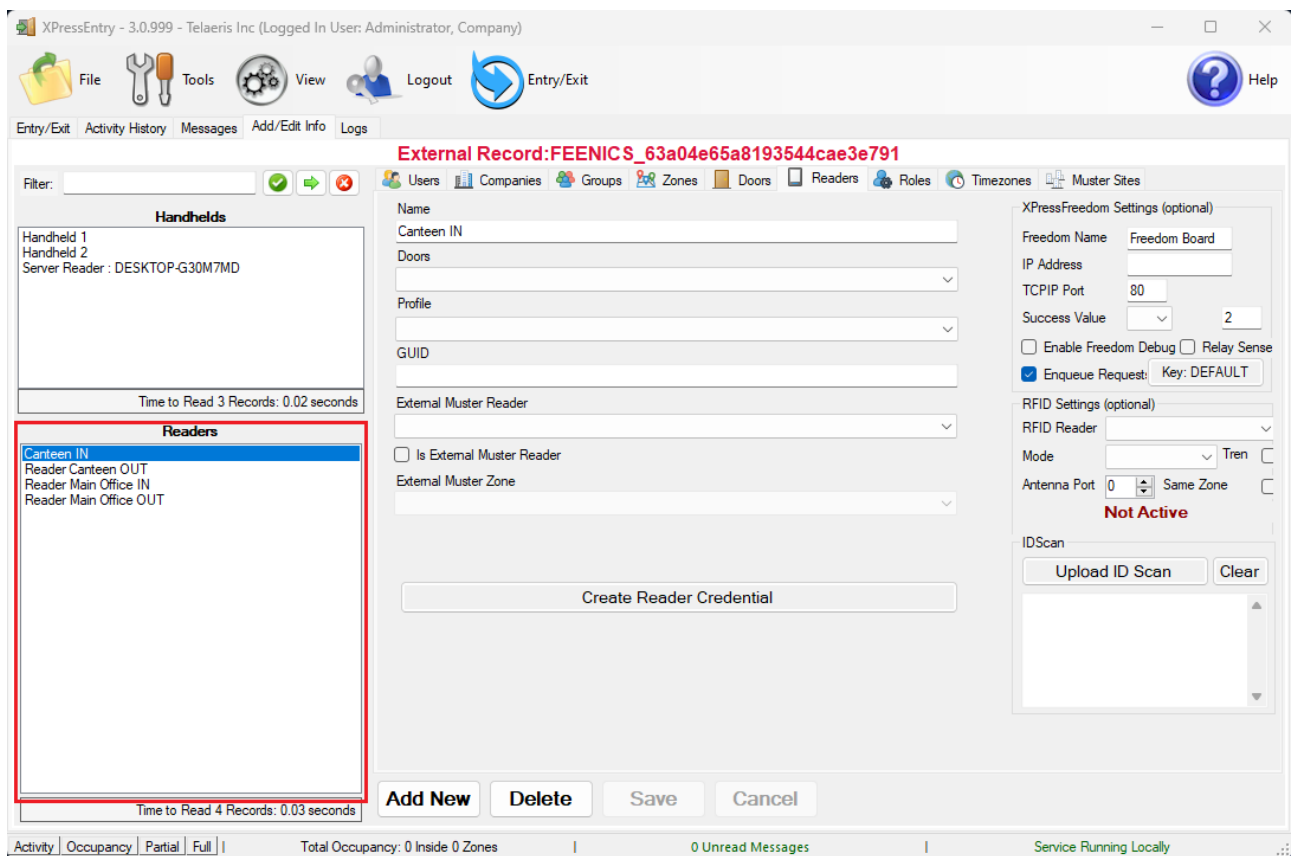 XPressEntry - 3.0.999 - Telaeris Inc (Logged In User: Administrator, Company)
File Tools View Logout Entry/Exit Help
Entry/Exit Activity History Messages Add/Edit Info Logs
External Record:FEENICS_63a04e65a8193544cae3e791
Filter:
Users Companies Groups Zones Doors Readers Roles Timezones Muster Sites
Handhelds
Handheld 1
Handheld 2
Server Reader : DESKTOP-G30M7MD
Time to Read 3 Records: 0.02 seconds
Readers
Canteen IN
Reader Canteen OUT
Reader Main Office IN
Reader Main Office OUT
Time to Read 4 Records: 0.03 seconds
Name
Canteen IN
Doors
Profile
GUID
External Muster Reader
Is External Muster Reader
External Muster Zone
Create Reader Credential
XPressFreedom Settings (optional)
Freedom Name Freedom Board
IP Address
TCPIP Port 80
Success Value 2
Enable Freedom Debug Relay Sense
Enqueue Request: Key: DEFAULT
RFID Settings (optional)
RFID Reader
Mode Tren
Antenna Port 0 Same Zone
Not Active
IDScan
Upload ID Scan Clear
Add New Delete Save Cancel
Activity Occupancy Partial Full | Total Occupancy: 0 Inside 0 Zones | 0 Unread Messages | Service Running Locally